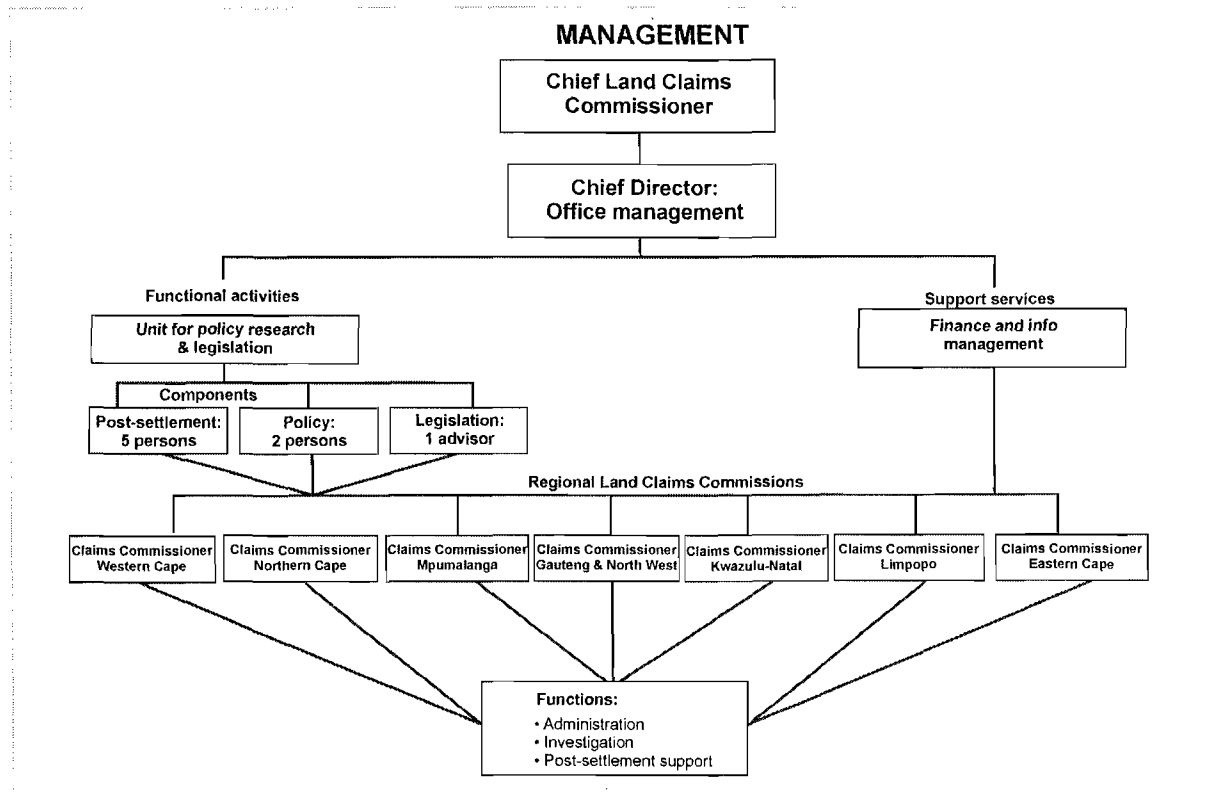 MANAGEMENT
Chief Land Claims
Commissioner
Chief Director:
Office management
Functional activities
Unit for policy research
& legislation
Components
Post-settlement:
5 persons
Policy:
2 persons
Legislation:
1 advisor
Support services
Finance and info
management
Regional Land Claims Commissions
Claims Commissioner
Western Cape
Claims Commissioner
Northern Cape
Claims Commissioner
Mpumalanga
Claims Commissioner
Gauteng & North West
Claims Commissioner
Kwazulu-Natal
Claims Commissioner
Limpopo
Claims Commissioner
Eastern Cape
Functions:
• Administration
• Investigation
• Post-settlement support